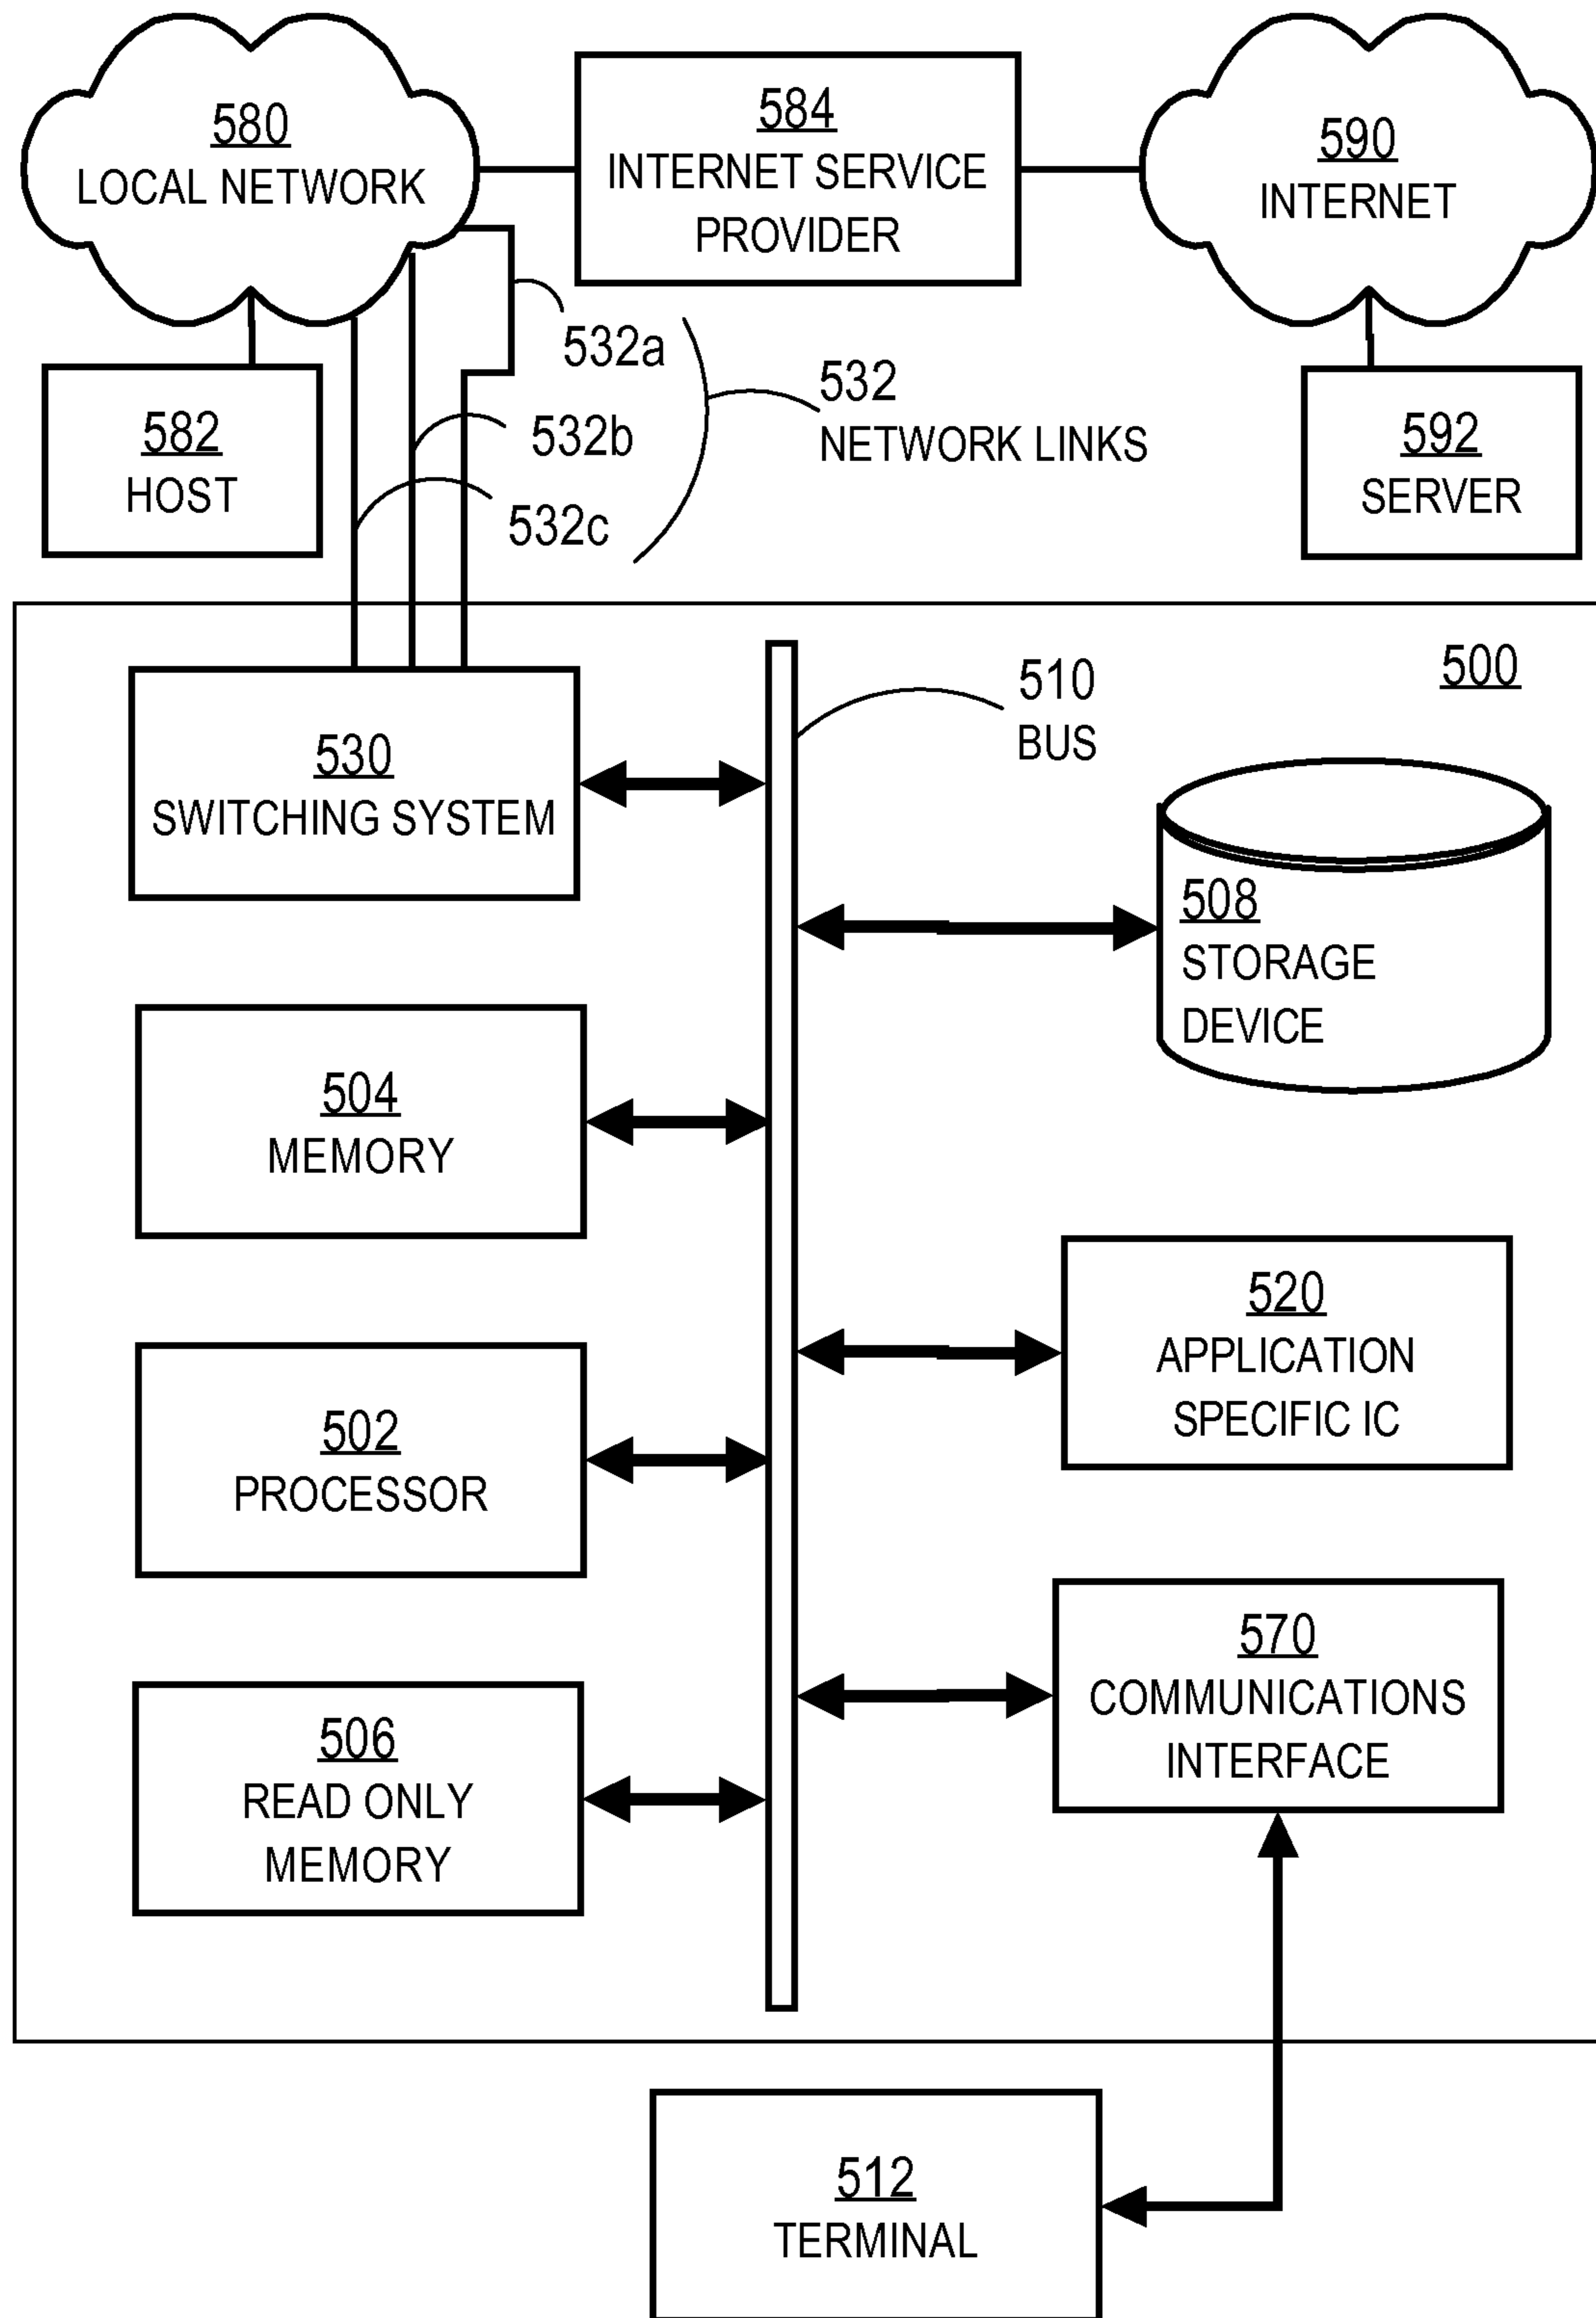 580
LOCAL NETWORK
584
INTERNET SERVICE
PROVIDER
590
INTERNET
532a
532
NETWORK LINKS
532b
532c
582
HOST
592
SERVER
500
510
BUS
530
SWITCHING SYSTEM
508
STORAGE
DEVICE
504
MEMORY
520
APPLICATION
SPECIFIC IC
502
PROCESSOR
570
COMMUNICATIONS
INTERFACE
506
READ ONLY
MEMORY
512
TERMINAL